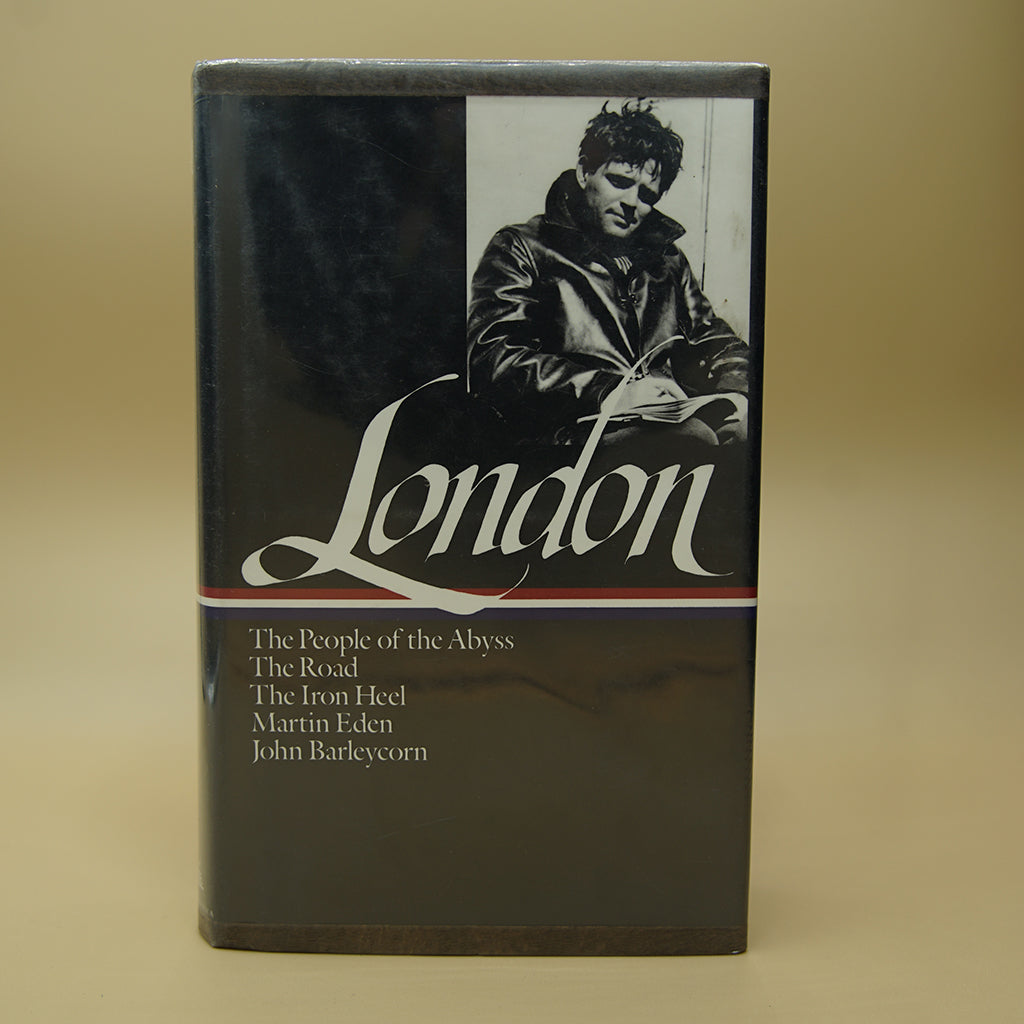 London
The People of the Abyss
The Road
The Iron Heel
Martin Eden
John Barleycorn